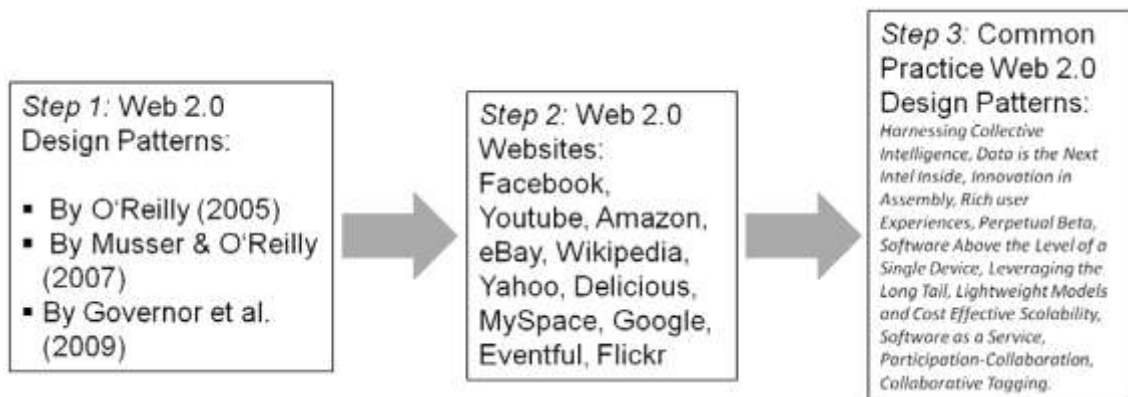 Step 1: Web 2.0
Design Patterns:
▪ By O‘Reilly (2005)
▪ By Musser & O‘Reilly
(2007)
▪ By Governor et al.
(2009)
Step 2: Web 2.0
Websites:
Facebook,
Youtube, Amazon,
eBay, Wikipedia,
Yahoo, Delicious,
MySpace, Google,
Eventful, Flickr
Step 3: Common
Practice Web 2.0
Design Patterns:
Harnessing Collective
Intelligence, Data is the Next
Intel Inside, Innovation in
Assembly, Rich user
Experiences, Perpetual Beta,
Software Above the Level of a
Single Device, Leveraging the
Long Tail, Lightweight Models
and Cost Effective Scalability,
Software as a Service,
Participation-Collaboration,
Collaborative Tagging.